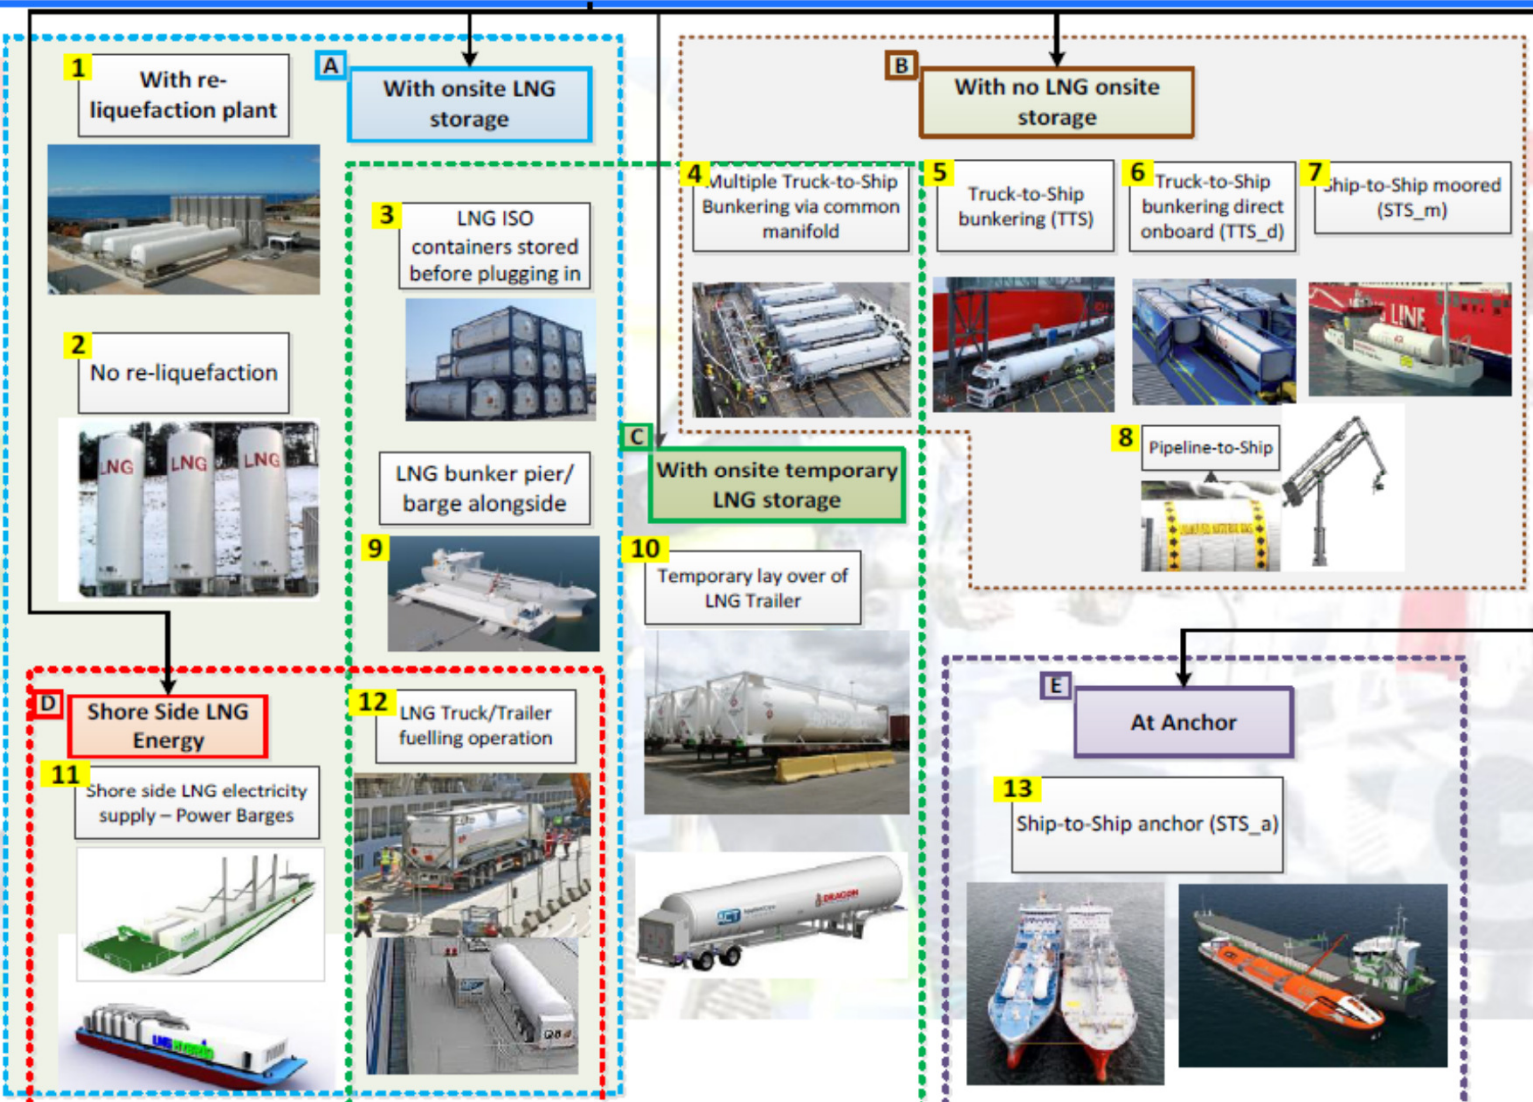 1
With re-
liquefaction plant
A
With onsite LNG
storage
B
With no LNG onsite
storage
2
No re-liquefaction
LNG
LNG
LNG
3
LNG ISO
containers stored
before plugging in
4
Multiple Truck-to-Ship
Bunkering via common
manifold
5
Truck-to-Ship
bunkering (TTS)
6
Truck-to-Ship
bunkering direct
onboard (TTS_d)
7
Ship-to-Ship moored
(STS_m)
LINE
8
Pipeline-to-Ship
LNG bunker pier/
barge alongside
9
C
With onsite temporary
LNG storage
10
Temporary lay over of
LNG Trailer
DRAGON
D
Shore Side LNG
Energy
11
Shore side LNG electricity
supply – Power Barges
LNG HYBRID
12
LNG Truck/Trailer
fuelling operation
E
At Anchor
13
Ship-to-Ship anchor (STS_a)